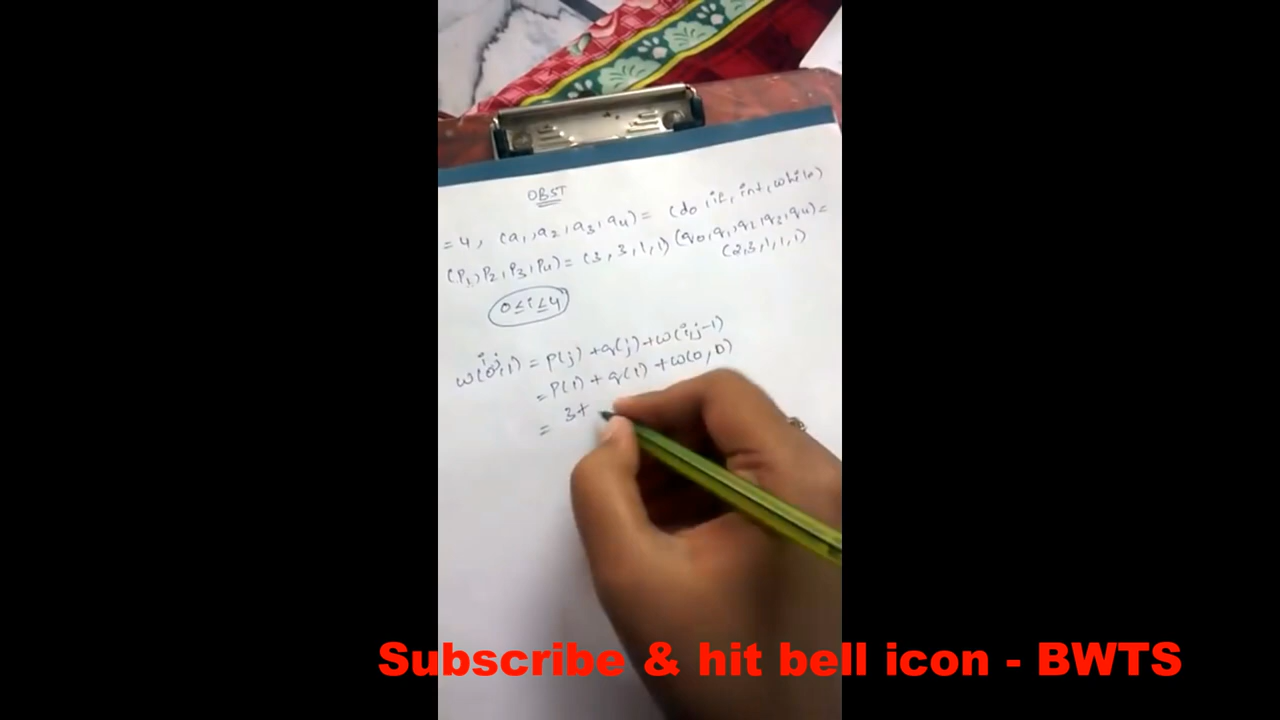 OBST
= 4, (a1, a2, a3, a4) = (do, if, int, while)
(P1, P2, P3, P4) = (3, 3, 1, 1) (q0, q1, q2, q3, q4) =
(2,3,1,1,1)
0≤i≤4
i j
w(0,1) = P(j) + q(j) + w(i,j-1)
= P(1) + q(1) + w(0,0)
= 3+
Subscribe & hit bell icon - BWTS